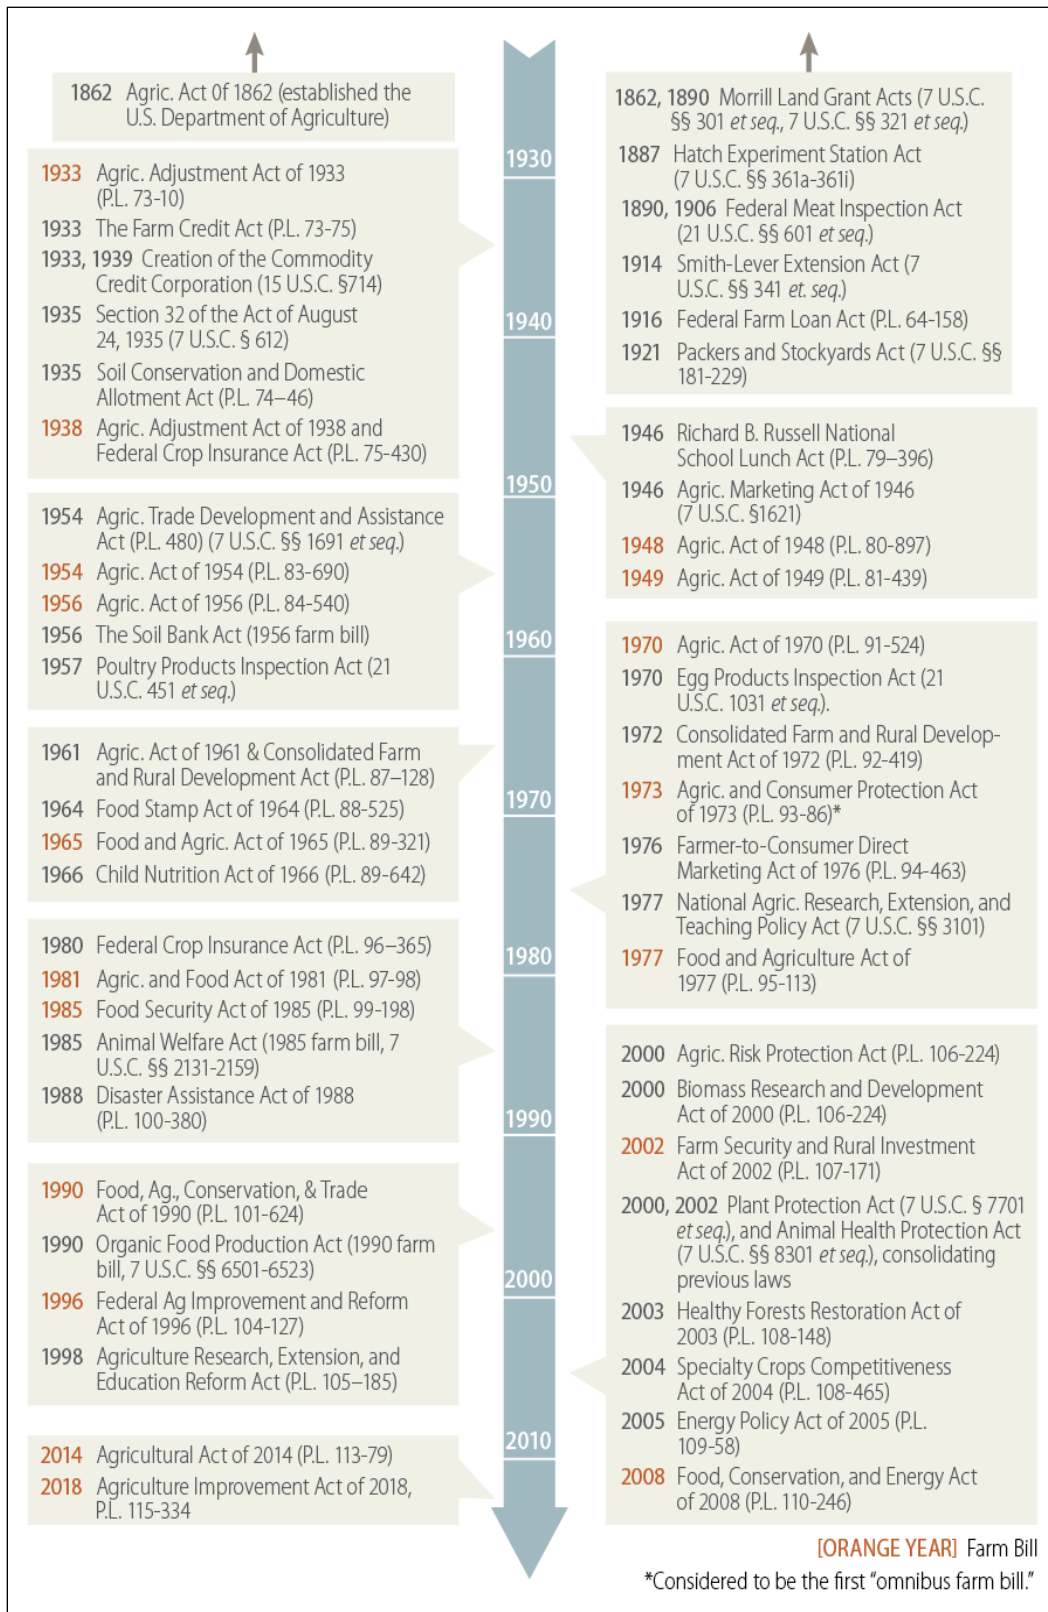 1862 Agric. Act 0f 1862 (established the
U.S. Department of Agriculture)
1933 Agric. Adjustment Act of 1933
(P.L. 73-10)
1933 The Farm Credit Act (P.L. 73-75)
1933, 1939 Creation of the Commodity
Credit Corporation (15 U.S.C. §714)
1935 Section 32 of the Act of August
24, 1935 (7 U.S.C. § 612)
1935 Soil Conservation and Domestic
Allotment Act (P.L. 74–46)
1938 Agric. Adjustment Act of 1938 and
Federal Crop Insurance Act (P.L. 75-430)
1954 Agric. Trade Development and Assistance
Act (P.L. 480) (7 U.S.C. §§ 1691 et seq.)
1954 Agric. Act of 1954 (P.L. 83-690)
1956 Agric. Act of 1956 (P.L. 84-540)
1956 The Soil Bank Act (1956 farm bill)
1957 Poultry Products Inspection Act (21
U.S.C. 451 et seq.)
1961 Agric. Act of 1961 & Consolidated Farm
and Rural Development Act (P.L. 87–128)
1964 Food Stamp Act of 1964 (P.L. 88-525)
1965 Food and Agric. Act of 1965 (P.L. 89-321)
1966 Child Nutrition Act of 1966 (P.L. 89-642)
1980 Federal Crop Insurance Act (P.L. 96–365)
1981 Agric. and Food Act of 1981 (P.L. 97-98)
1985 Food Security Act of 1985 (P.L. 99-198)
1985 Animal Welfare Act (1985 farm bill, 7
U.S.C. §§ 2131-2159)
1988 Disaster Assistance Act of 1988
(P.L. 100-380)
1990 Food, Ag., Conservation, & Trade
Act of 1990 (P.L. 101-624)
1990 Organic Food Production Act (1990 farm
bill, 7 U.S.C. §§ 6501-6523)
1996 Federal Ag Improvement and Reform
Act of 1996 (P.L. 104-127)
1998 Agriculture Research, Extension, and
Education Reform Act (P.L. 105–185)
2014 Agricultural Act of 2014 (P.L. 113-79)
2018 Agriculture Improvement Act of 2018,
P.L. 115-334
1930
1940
1950
1960
1970
1980
1990
2000
2010
1862, 1890 Morrill Land Grant Acts (7 U.S.C.
§§ 301 et seq., 7 U.S.C. §§ 321 et seq.)
1887 Hatch Experiment Station Act
(7 U.S.C. §§ 361a-361i)
1890, 1906 Federal Meat Inspection Act
(21 U.S.C. §§ 601 et seq.)
1914 Smith-Lever Extension Act (7
U.S.C. §§ 341 et. seq.)
1916 Federal Farm Loan Act (P.L. 64-158)
1921 Packers and Stockyards Act (7 U.S.C. §§
181-229)
1946 Richard B. Russell National
School Lunch Act (P.L. 79–396)
1946 Agric. Marketing Act of 1946
(7 U.S.C. §1621)
1948 Agric. Act of 1948 (P.L. 80-897)
1949 Agric. Act of 1949 (P.L. 81-439)
1970 Agric. Act of 1970 (P.L. 91-524)
1970 Egg Products Inspection Act (21
U.S.C. 1031 et seq.).
1972 Consolidated Farm and Rural Develop-
ment Act of 1972 (P.L. 92-419)
1973 Agric. and Consumer Protection Act
of 1973 (P.L. 93-86)*
1976 Farmer-to-Consumer Direct
Marketing Act of 1976 (P.L. 94-463)
1977 National Agric. Research, Extension, and
Teaching Policy Act (7 U.S.C. §§ 3101)
1977 Food and Agriculture Act of
1977 (P.L. 95-113)
2000 Agric. Risk Protection Act (P.L. 106-224)
2000 Biomass Research and Development
Act of 2000 (P.L. 106-224)
2002 Farm Security and Rural Investment
Act of 2002 (P.L. 107-171)
2000, 2002 Plant Protection Act (7 U.S.C. § 7701
et seq.), and Animal Health Protection Act
(7 U.S.C. §§ 8301 et seq.), consolidating
previous laws
2003 Healthy Forests Restoration Act of
2003 (P.L. 108-148)
2004 Specialty Crops Competitiveness
Act of 2004 (P.L. 108-465)
2005 Energy Policy Act of 2005 (P.L.
109-58)
2008 Food, Conservation, and Energy Act
of 2008 (P.L. 110-246)
[ORANGE YEAR] Farm Bill
*Considered to be the first "omnibus farm bill."